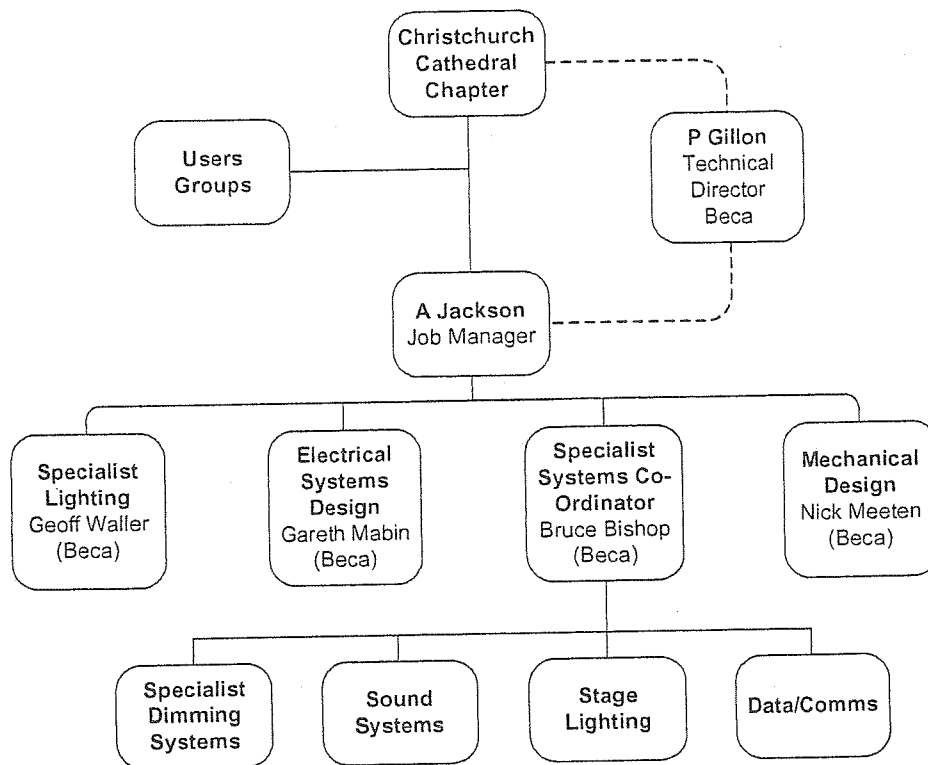 Christchurch
Cathedral
Chapter
Users
Groups
P Gillon
Technical
Director
Beca
A Jackson
Job Manager
Specialist
Lighting
Geoff Waller
(Beca)
Electrical
Systems
Design
Gareth Mabin
(Beca)
Specialist
Systems Co-
Ordinator
Bruce Bishop
(Beca)
Mechanical
Design
Nick Meeten
(Beca)
Specialist
Dimming
Systems
Sound
Systems
Stage
Lighting
Data/Comms